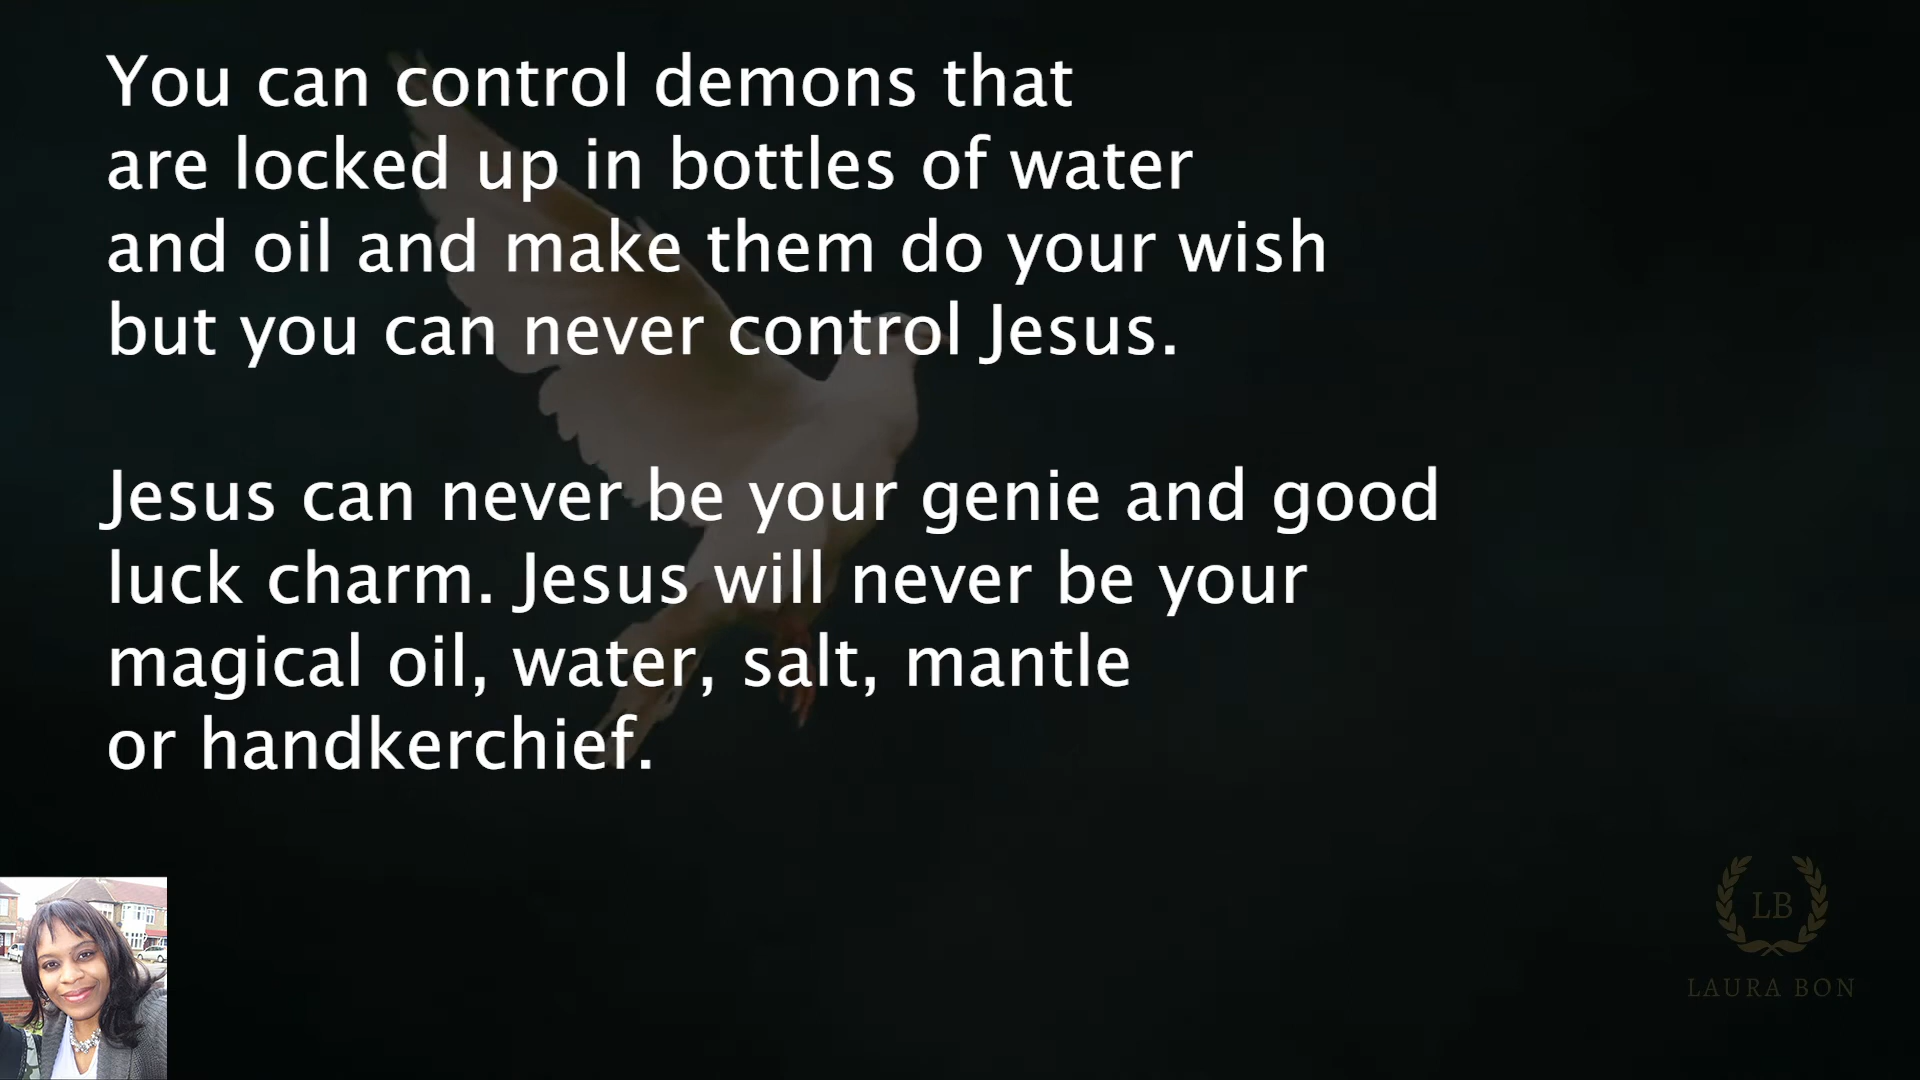 You can control demons that
are locked up in bottles of water
and oil and make them do your wish
but you can never control Jesus.
Jesus can never be your genie and good
luck charm. Jesus will never be your
magical oil, water, salt, mantle
or handkerchief.
LB
LAURA BON